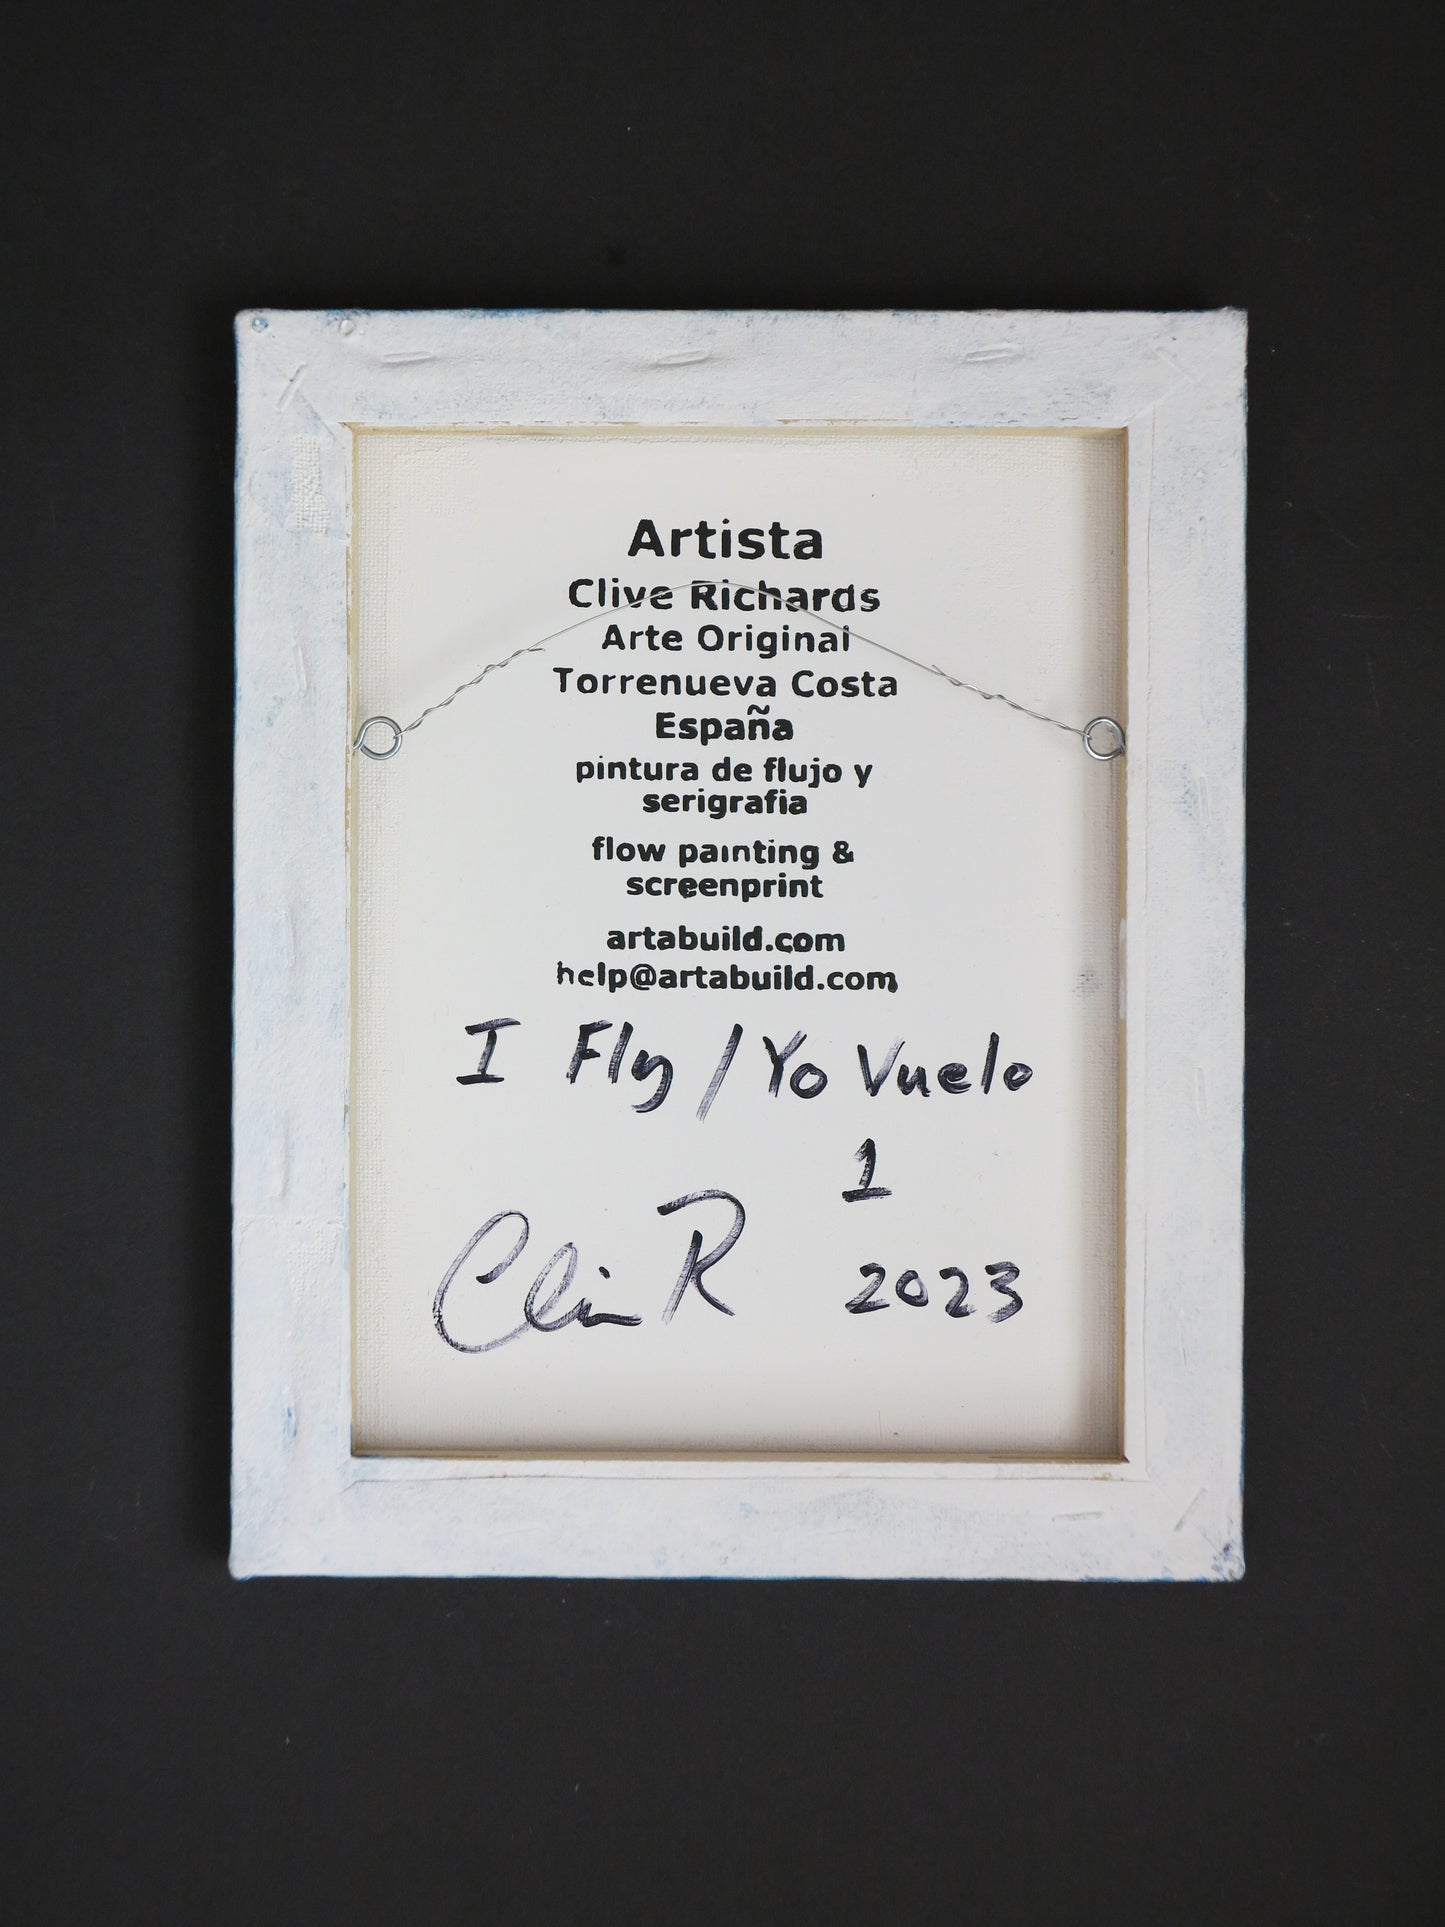 Artista
Clive Richards
Arte Original
Torrenueva Costa
España
pintura de flujo y
serigrafia
flow painting &
screenprint
artabuild.com
help@artabuild.com
I Fly / Yo Vuelo
1
Clive R 2023